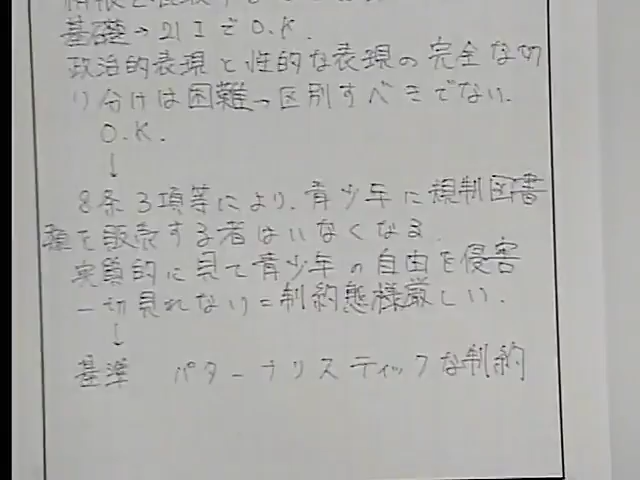 基礎→21ⅠでO.K.
政治的表現と性的な表現の完全な切
り分けは困難→区別すべきでない.
O.K.
↓
8条3項等により、青少年に規制図書
類を販売する者はいなくなる.
実質的に見て青少年の自由を侵害
一切見れない=制約態様厳しい.
↓
基準 パターナリスティックな制約